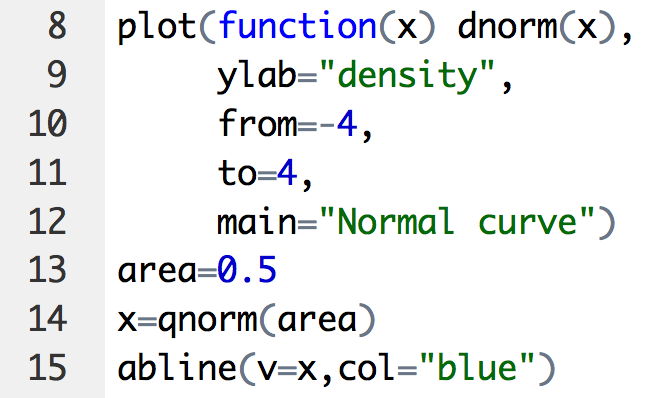 8 plot(function(x) dnorm(x),
9 ylab="density",
10 from=-4,
11 to=4,
12 main="Normal curve")
13 area=0.5
14 x=qnorm(area)
15 abline(v=x,col="blue")